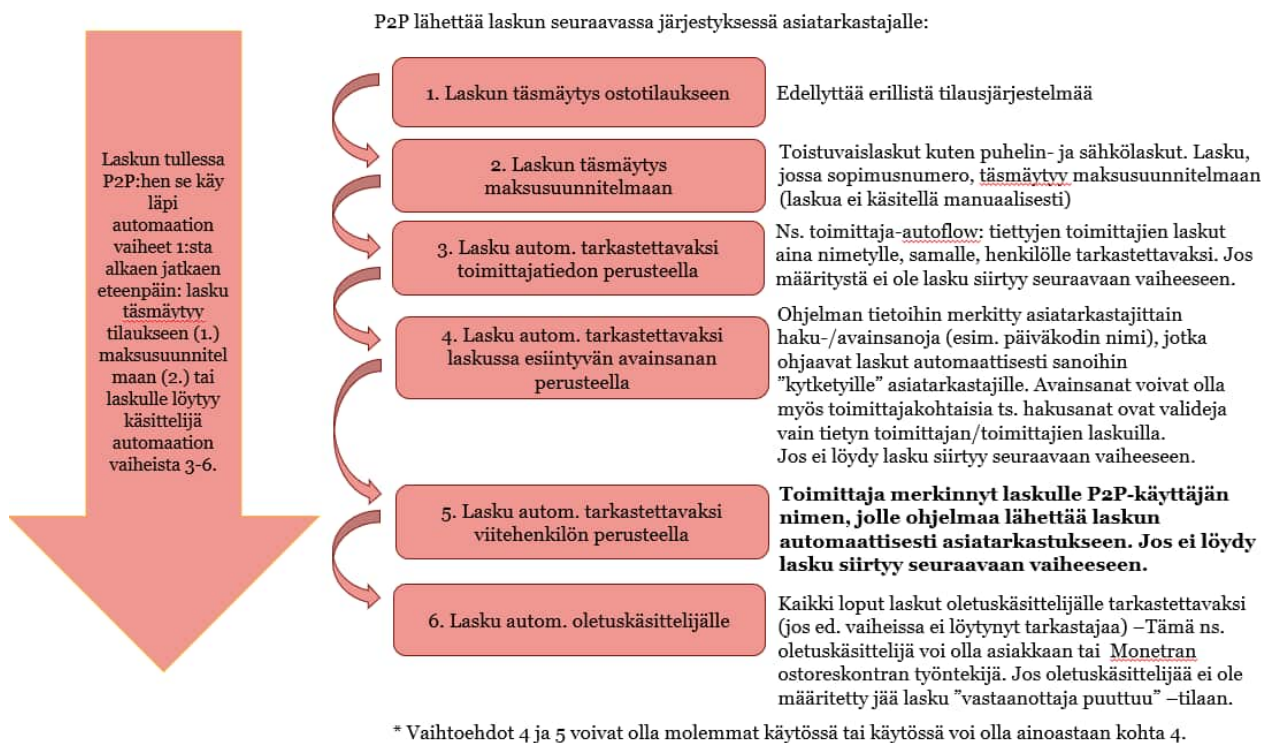 P2P lähettää laskun seuraavassa järjestyksessä asiatarkastajalle:
Laskun tullessa
P2P:hen se käy
läpi
automaation
vaiheet 1:sta
alkaen jatkaen
eteenpäin: lasku
täsmäytyy
tilaukseen (1.)
maksusuunnitel
maan (2.) tai
laskulle löytyy
käsittelijä
automaation
vaiheista 3-6.
1. Laskun täsmäytys ostotilaukseen
Edellyttää erillistä tilausjärjestelmää
2. Laskun täsmäytys
maksusuunnitelmaan
Toistuvaislaskut kuten puhelin- ja sähkölaskut. Lasku,
jossa sopimusnumero, täsmäytyy maksusuunnitelmaan
(laskua ei käsitellä manuaalisesti)
3. Lasku autom. tarkastettavaksi
toimittajatiedon perusteella
Ns. toimittaja-autoflow: tiettyjen toimittajien laskut
aina nimetylle, samalle, henkilölle tarkastettavaksi. Jos
määritystä ei ole lasku siirtyy seuraavaan vaiheeseen.
4. Lasku autom. tarkastettavaksi
laskussa esiintyvän avainsanan
perusteella
Ohjelman tietoihin merkitty asiatarkastajittain
haku-/avainsanoja (esim. päiväkodin nimi), jotka
ohjaavat laskut automaattisesti sanoihin
”kytketyille” asiatarkastajille. Avainsanat voivat olla
myös toimittajakohtaisia ts. hakusanat ovat valideja
vain tietyn toimittajan/toimittajien laskuilla.
Jos ei löydy lasku siirtyy seuraavaan vaiheeseen.
5. Lasku autom. tarkastettavaksi
viitehenkilön perusteella
Toimittaja merkinnyt laskulle P2P-käyttäjän
nimen, jolle ohjelmaa lähettää laskun
automaattisesti asiatarkastukseen. Jos ei löydy
lasku siirtyy seuraavaan vaiheeseen.
6. Lasku autom. oletuskäsittelijälle
Kaikki loput laskut oletuskäsittelijälle tarkastettavaksi
(jos ed. vaiheissa ei löytynyt tarkastajaa) –Tämä ns.
oletuskäsittelijä voi olla asiakkaan tai Monetran
ostoreskontran työntekijä. Jos oletuskäsittelijää ei ole
määritetty jää lasku ”vastaanottaja puuttuu” –tilaan.
* Vaihtoehdot 4 ja 5 voivat olla molemmat käytössä tai käytössä voi olla ainoastaan kohta 4.